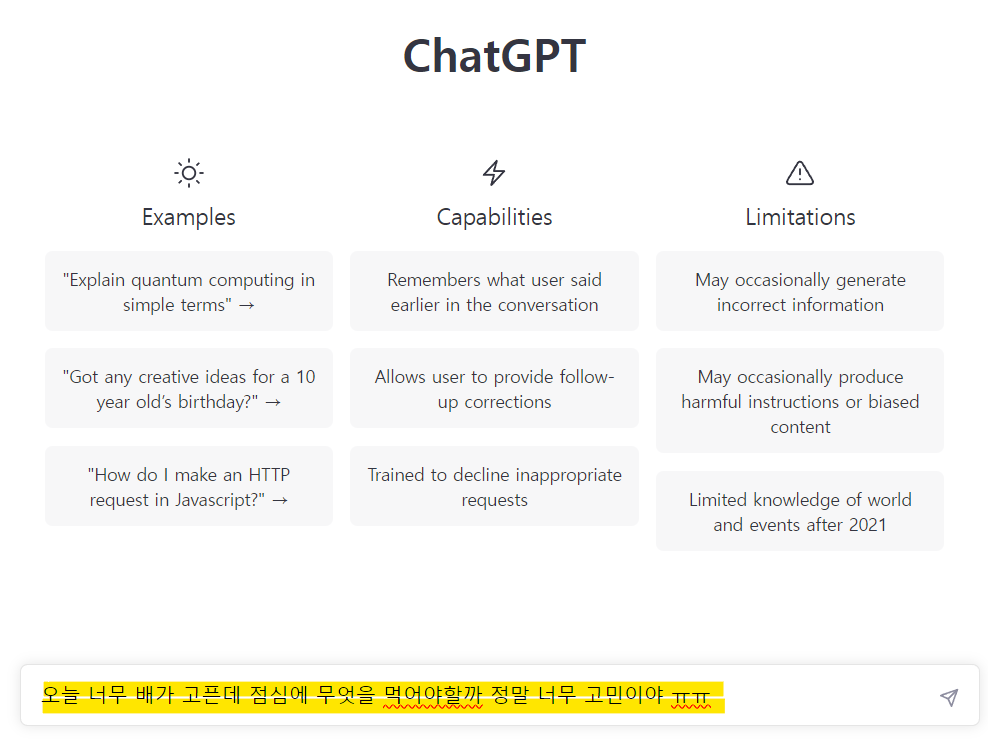 ChatGPT
Examples
"Explain quantum computing in
simple terms" →
"Got any creative ideas for a 10
year old's birthday?" →
"How do I make an HTTP
request in Javascript?" →
Capabilities
Remembers what user said
earlier in the conversation
Allows user to provide follow-
up corrections
Trained to decline inappropriate
requests
Limitations
May occasionally generate
incorrect information
May occasionally produce
harmful instructions or biased
content
Limited knowledge of world
and events after 2021
오늘 너무 배가 고픈데 점심에 무엇을 먹어야할까 정말 너무 고민이야 ㅠㅠ